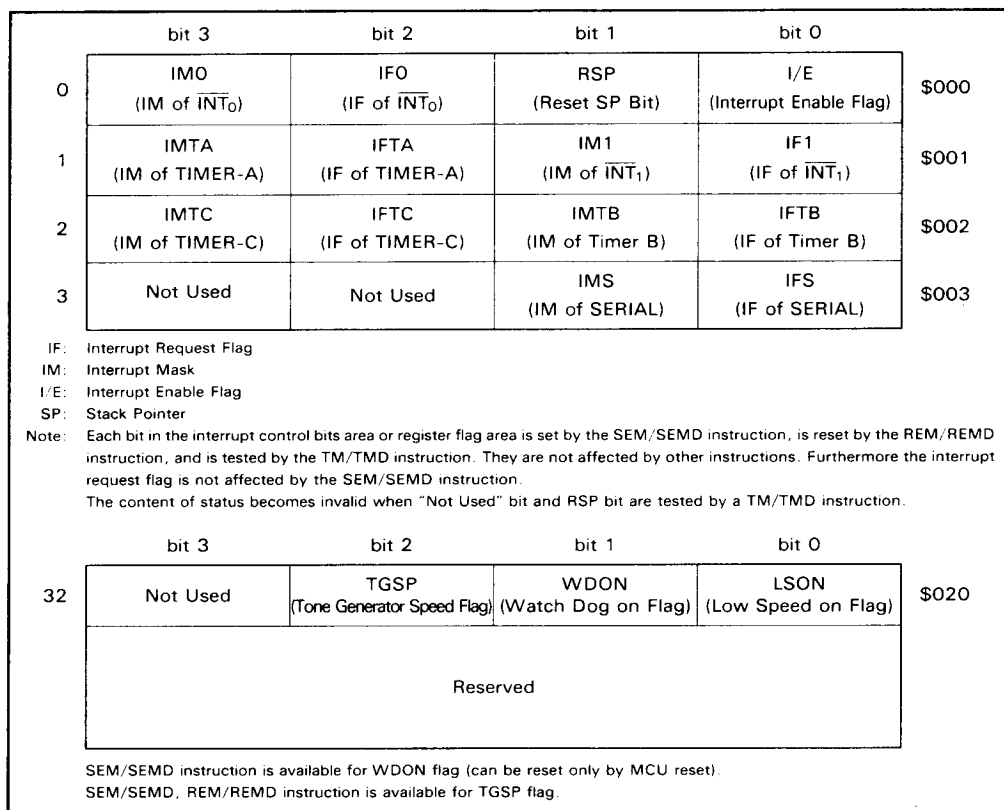 bit 3 bit 2 bit 1 bit 0
0 IM0 IF0 RSP I/E $000
(IM of INT0) (IF of INT0) (Reset SP Bit) (Interrupt Enable Flag)
1 IMTA IFTA IM1 IF1 $001
(IM of TIMER-A) (IF of TIMER-A) (IM of INT1) (IF of INT1)
2 IMTC IFTC IMTB IFTB $002
(IM of TIMER-C) (IF of TIMER-C) (IM of Timer B) (IF of Timer B)
3 Not Used Not Used IMS IFS $003
(IM of SERIAL) (IF of SERIAL)
IF: Interrupt Request Flag
IM: Interrupt Mask
I/E: Interrupt Enable Flag
SP: Stack Pointer
Note: Each bit in the interrupt control bits area or register flag area is set by the SEM/SEMD instruction, is reset by the REM/REMD
instruction, and is tested by the TM/TMD instruction. They are not affected by other instructions. Furthermore the interrupt
request flag is not affected by the SEM/SEMD instruction.
The content of status becomes invalid when "Not Used" bit and RSP bit are tested by a TM/TMD instruction.
bit 3 bit 2 bit 1 bit 0
32 Not Used TGSP WDON LSON $020
(Tone Generator Speed Flag) (Watch Dog on Flag) (Low Speed on Flag)
Reserved
SEM/SEMD instruction is available for WDON flag (can be reset only by MCU reset).
SEM/SEMD, REM/REMD instruction is available for TGSP flag.